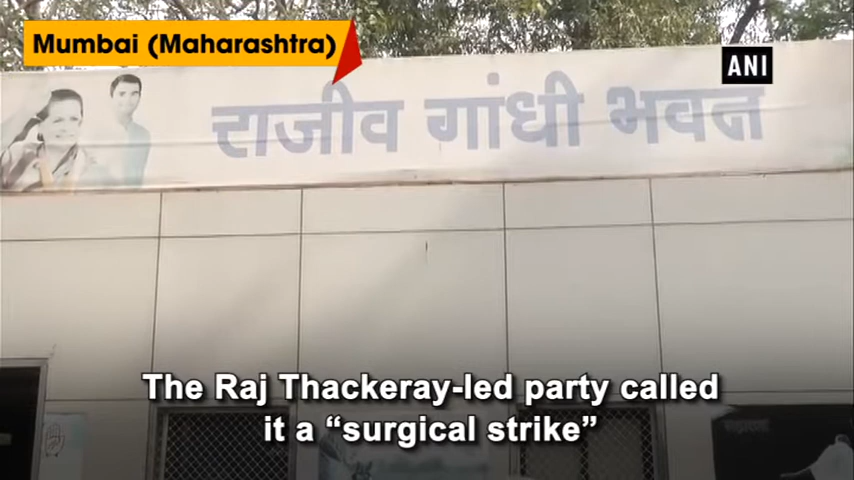 Mumbai (Maharashtra)
ANI
राजीव गांधी भवन
The Raj Thackeray-led party called
it a “surgical strike”